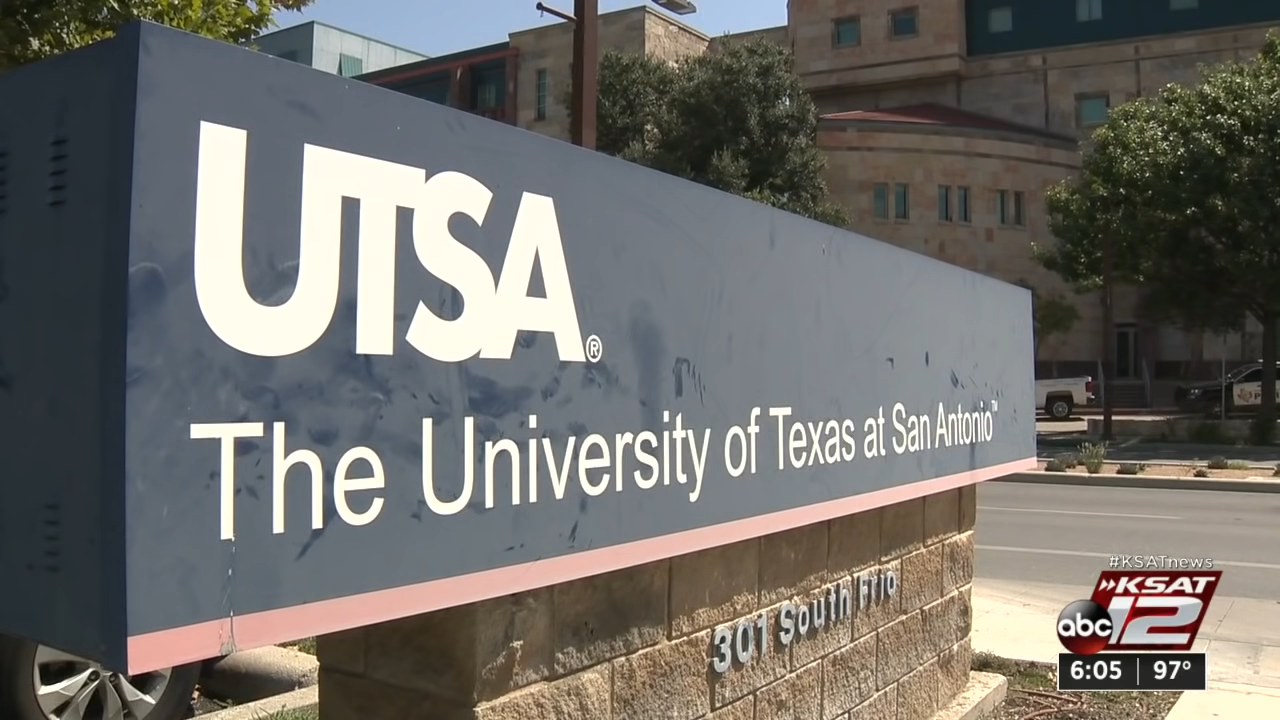 UTSA®
The University of Texas at San Antonio™
301 South Frio
#KSATnews
KSAT
abc 12
6:05 97°